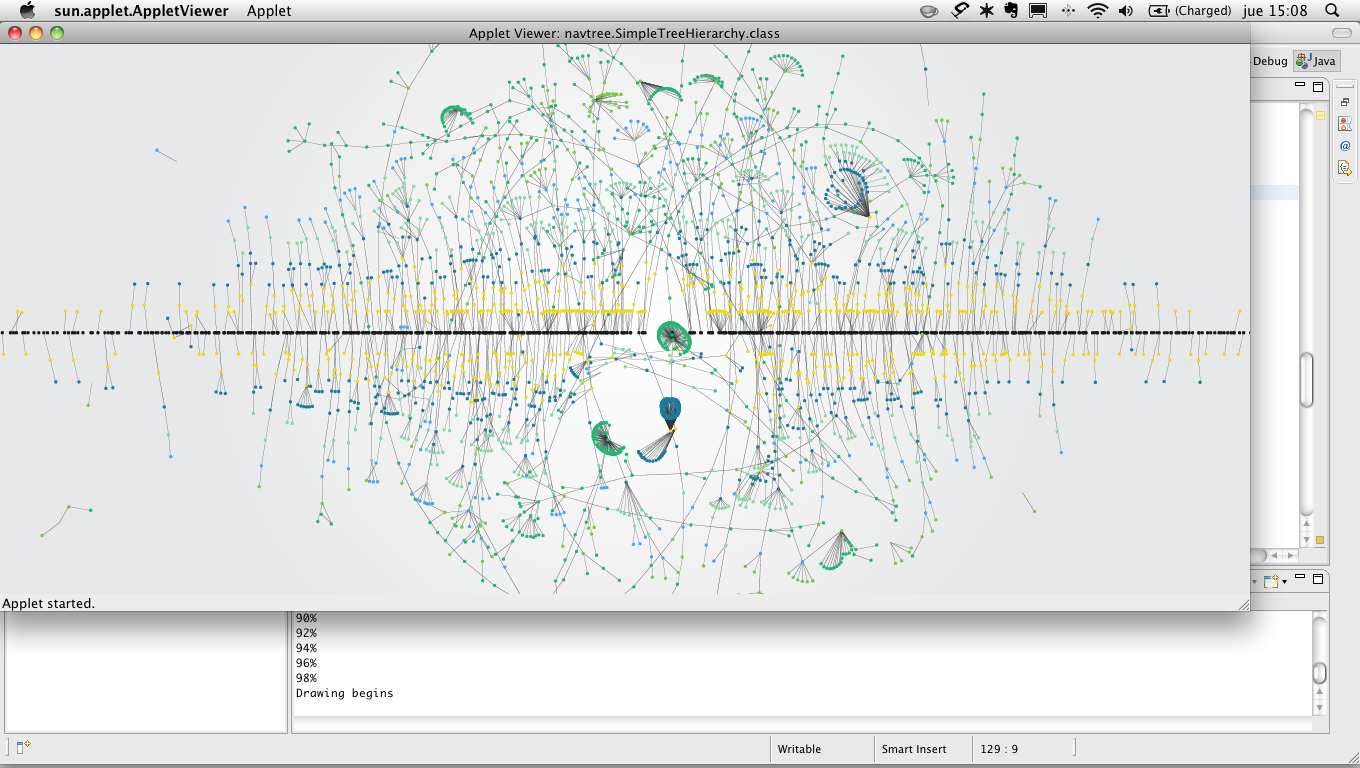 sun.applet.AppletViewer Applet (Charged) jue 15:08
Applet Viewer: navtree.SimpleTreeHierarchy.class
Debug Java
Applet started.
90%
92%
94%
96%
98%
Drawing begins
Writable Smart Insert 129 : 9